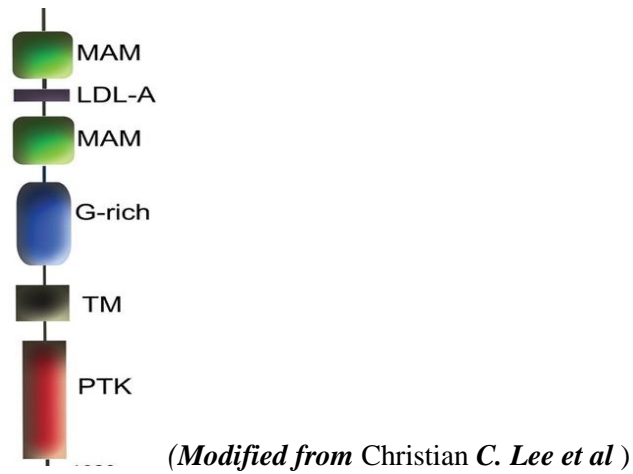 MAM
LDL-A
MAM
G-rich
TM
PTK
(Modified from Christian C. Lee et al )